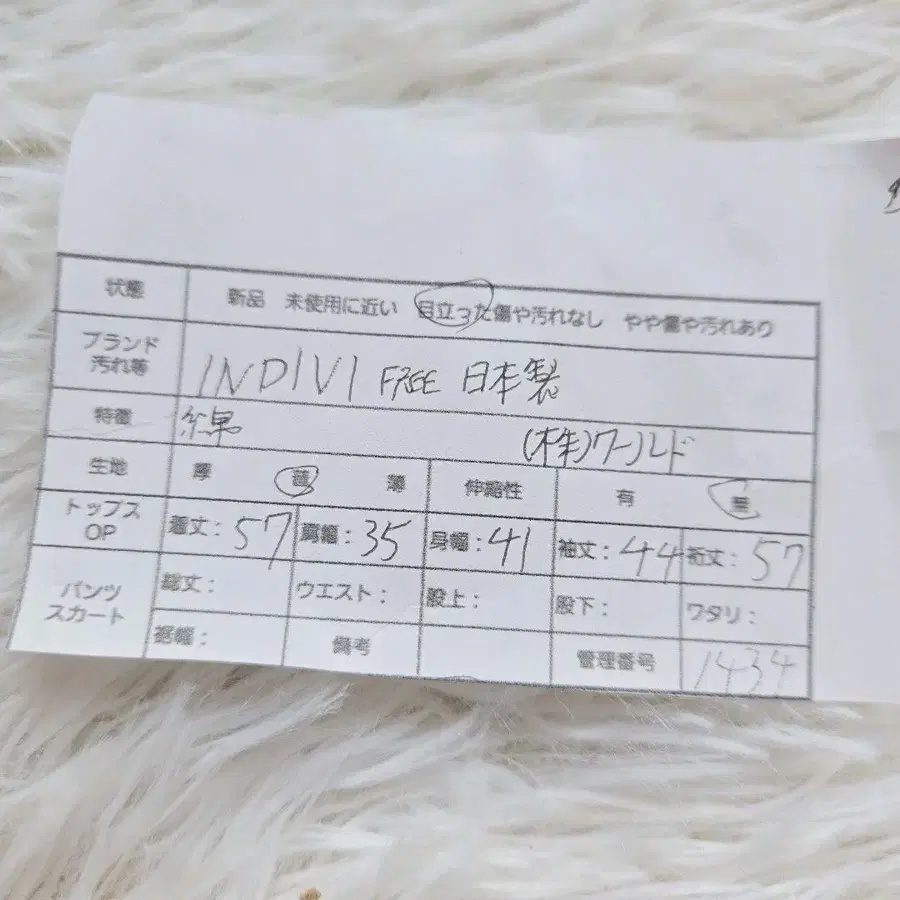 状態 新品 未使用に近い 目立った傷や汚れなし やや傷や汚れあり
ブランド
汚れ等 INDIVI FREE 日本製
特徴 綿 (株)ワールド
生地 厚 普 薄 伸縮性 有 無
トップス
OP 着丈: 57 肩幅: 35 身幅: 41 袖丈: 44 裄丈: 57
パンツ
スカート 総丈: ウエスト: 股上: 股下: ワタリ:
裾幅: 備考 管理番号 1434